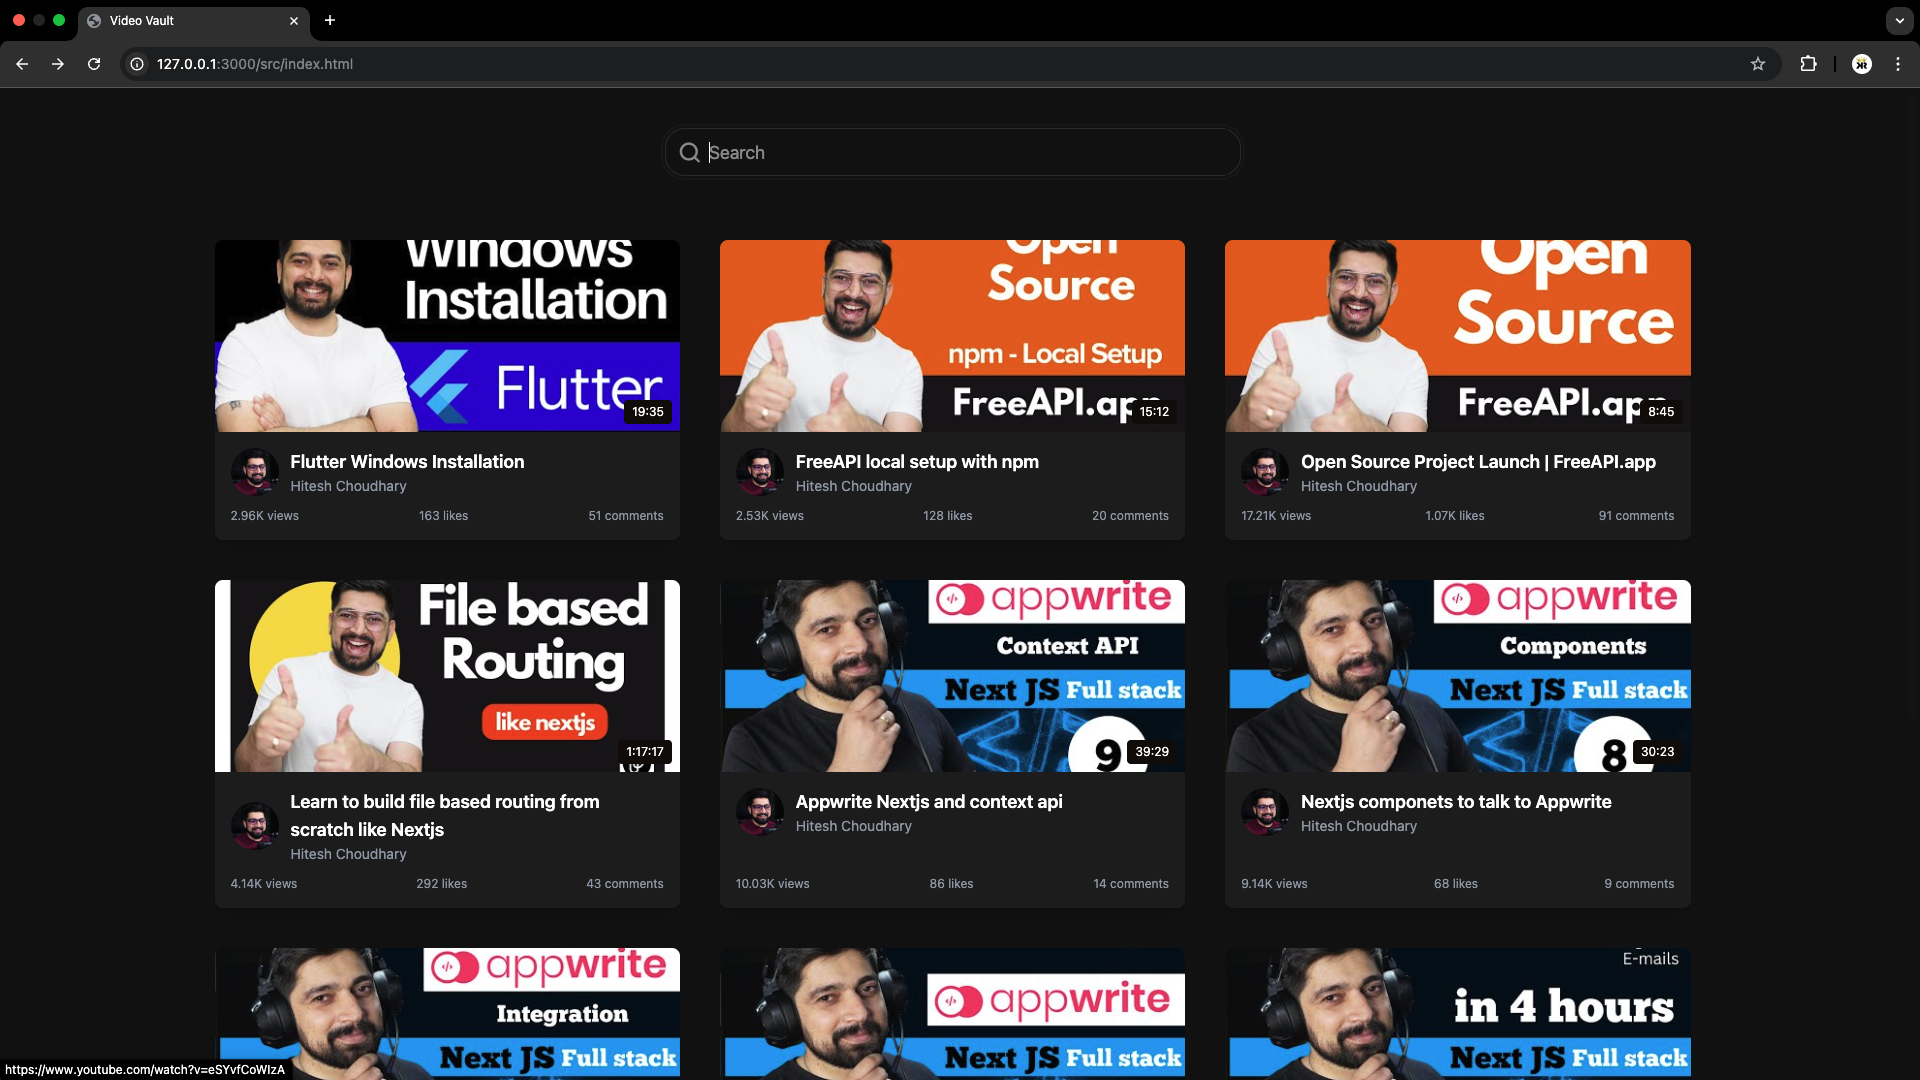 Video Vault
127.0.0.1:3000/src/index.html
Search
Windows
Installation
Flutter
19:35
Flutter Windows Installation
Hitesh Choudhary
2.96K views 163 likes 51 comments
Open
Source
npm - Local Setup
FreeAPI.app
15:12
FreeAPI local setup with npm
Hitesh Choudhary
2.53K views 128 likes 20 comments
Open
Source
FreeAPI.app
8:45
Open Source Project Launch | FreeAPI.app
Hitesh Choudhary
17.21K views 1.07K likes 91 comments
File based
Routing
like nextjs
1:17:17
Learn to build file based routing from
scratch like Nextjs
Hitesh Choudhary
4.14K views 292 likes 43 comments
appwrite
Context API
Next JS Full stack
9
39:29
Appwrite Nextjs and context api
Hitesh Choudhary
10.03K views 86 likes 14 comments
appwrite
Components
Next JS Full stack
8
30:23
Nextjs componets to talk to Appwrite
Hitesh Choudhary
9.14K views 68 likes 9 comments
appwrite
Integration
Next JS Full stack
appwrite
Next JS Full stack
E-mails
in 4 hours
Next JS Full stack
https://www.youtube.com/watch?v=eSYvfCoWIzA